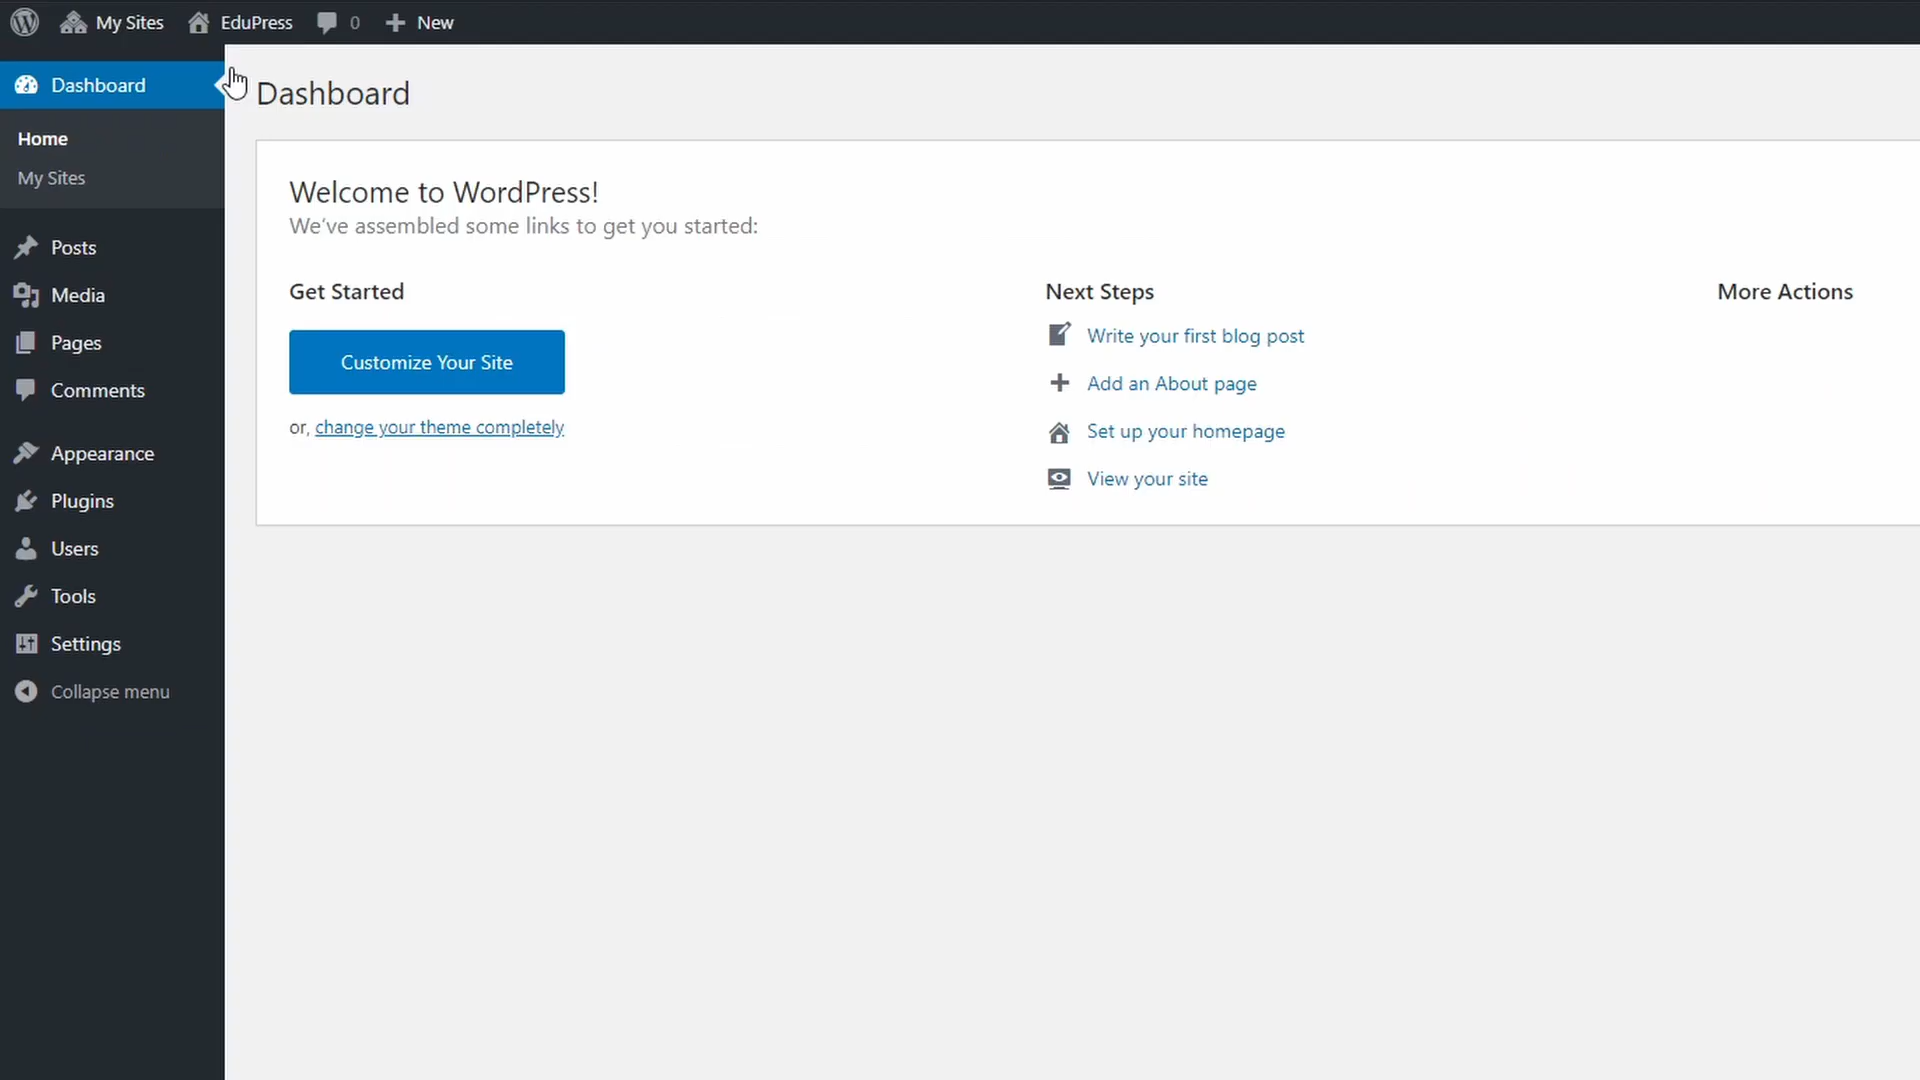 My Sites EduPress 0 New
Dashboard
Home
My Sites
Posts
Media
Pages
Comments
Appearance
Plugins
Users
Tools
Settings
Collapse menu
Dashboard
Welcome to WordPress!
We've assembled some links to get you started:
Get Started
Customize Your Site
or, change your theme completely
Next Steps
Write your first blog post
Add an About page
Set up your homepage
View your site
More Actions